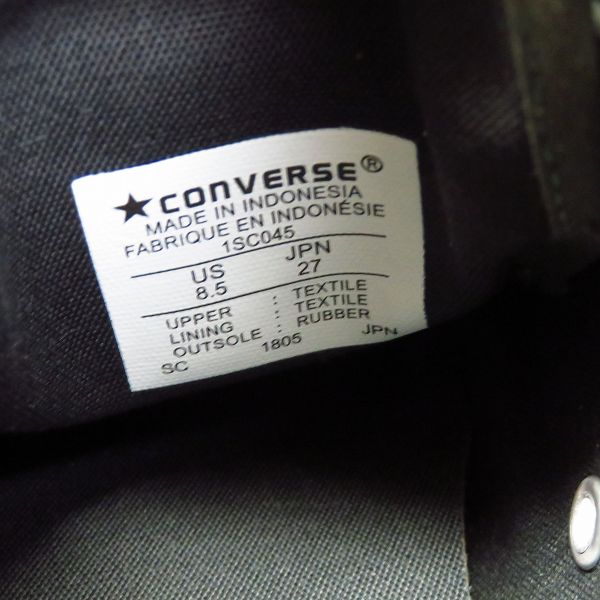 ★CONVERSE®
MADE IN INDONESIA
FABRIQUE EN INDONÉSIE
1SC045
US JPN
8.5 27
UPPER : TEXTILE
LINING : TEXTILE
OUTSOLE : RUBBER
SC 1805 JPN